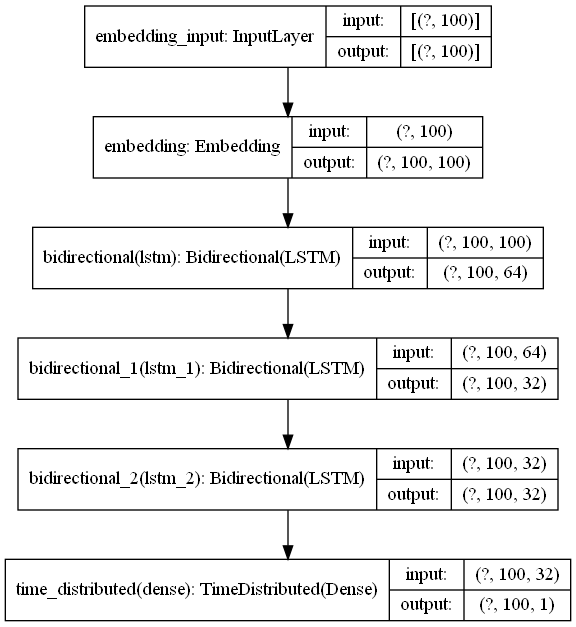 embedding_input: InputLayer
input: [(?, 100)]
output: [(?, 100)]
embedding: Embedding
input: (?, 100)
output: (?, 100, 100)
bidirectional(lstm): Bidirectional(LSTM)
input: (?, 100, 100)
output: (?, 100, 64)
bidirectional_1(lstm_1): Bidirectional(LSTM)
input: (?, 100, 64)
output: (?, 100, 32)
bidirectional_2(lstm_2): Bidirectional(LSTM)
input: (?, 100, 32)
output: (?, 100, 32)
time_distributed(dense): TimeDistributed(Dense)
input: (?, 100, 32)
output: (?, 100, 1)